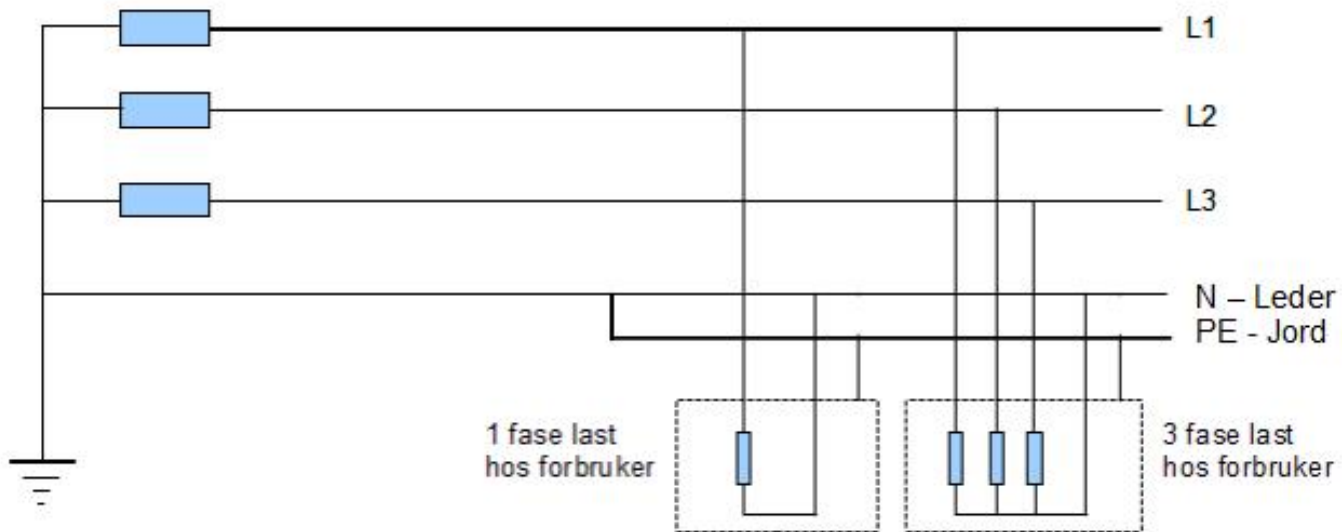 L1
L2
L3
N – Leder
PE - Jord
1 fase last
hos forbruker
3 fase last
hos forbruker